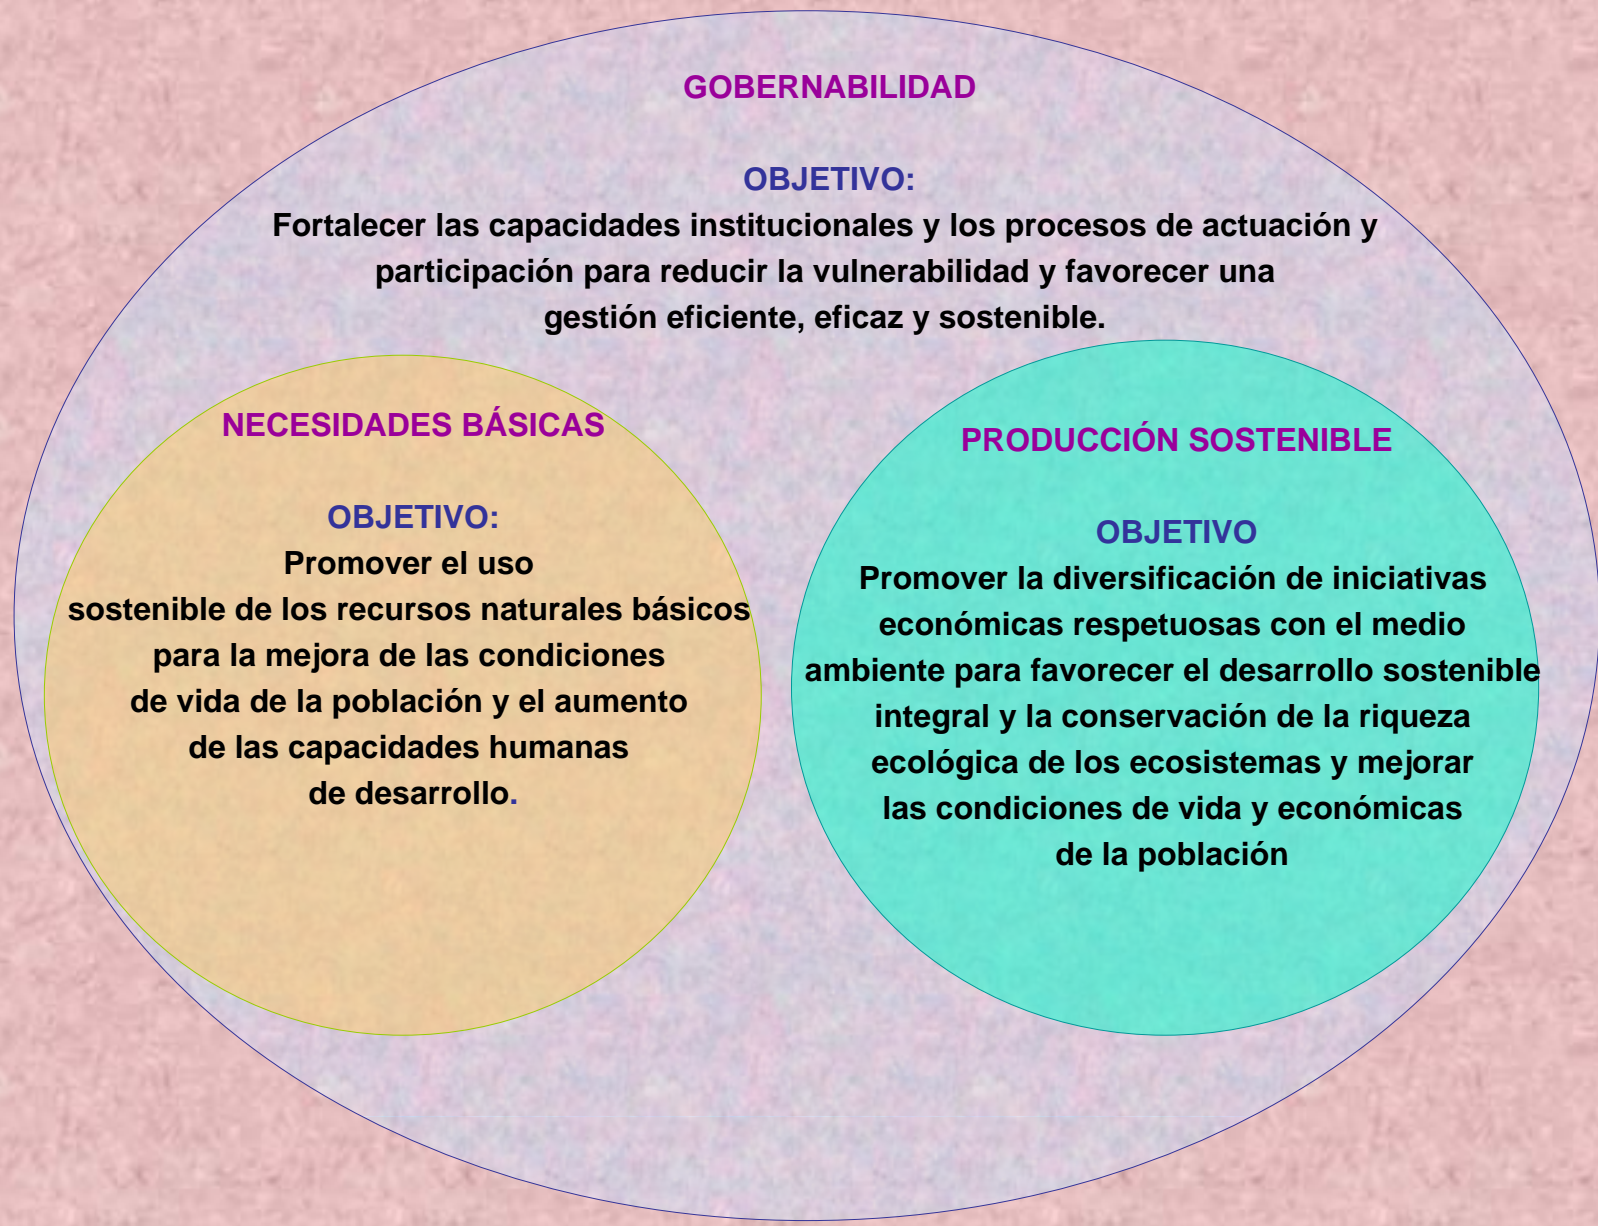 GOBERNABILIDAD
OBJETIVO:
Fortalecer las capacidades institucionales y los procesos de actuación y
participación para reducir la vulnerabilidad y favorecer una
gestión eficiente, eficaz y sostenible.
NECESIDADES BÁSICAS
OBJETIVO:
Promover el uso
sostenible de los recursos naturales básicos
para la mejora de las condiciones
de vida de la población y el aumento
de las capacidades humanas
de desarrollo.
PRODUCCIÓN SOSTENIBLE
OBJETIVO
Promover la diversificación de iniciativas
económicas respetuosas con el medio
ambiente para favorecer el desarrollo sostenible
integral y la conservación de la riqueza
ecológica de los ecosistemas y mejorar
las condiciones de vida y económicas
de la población